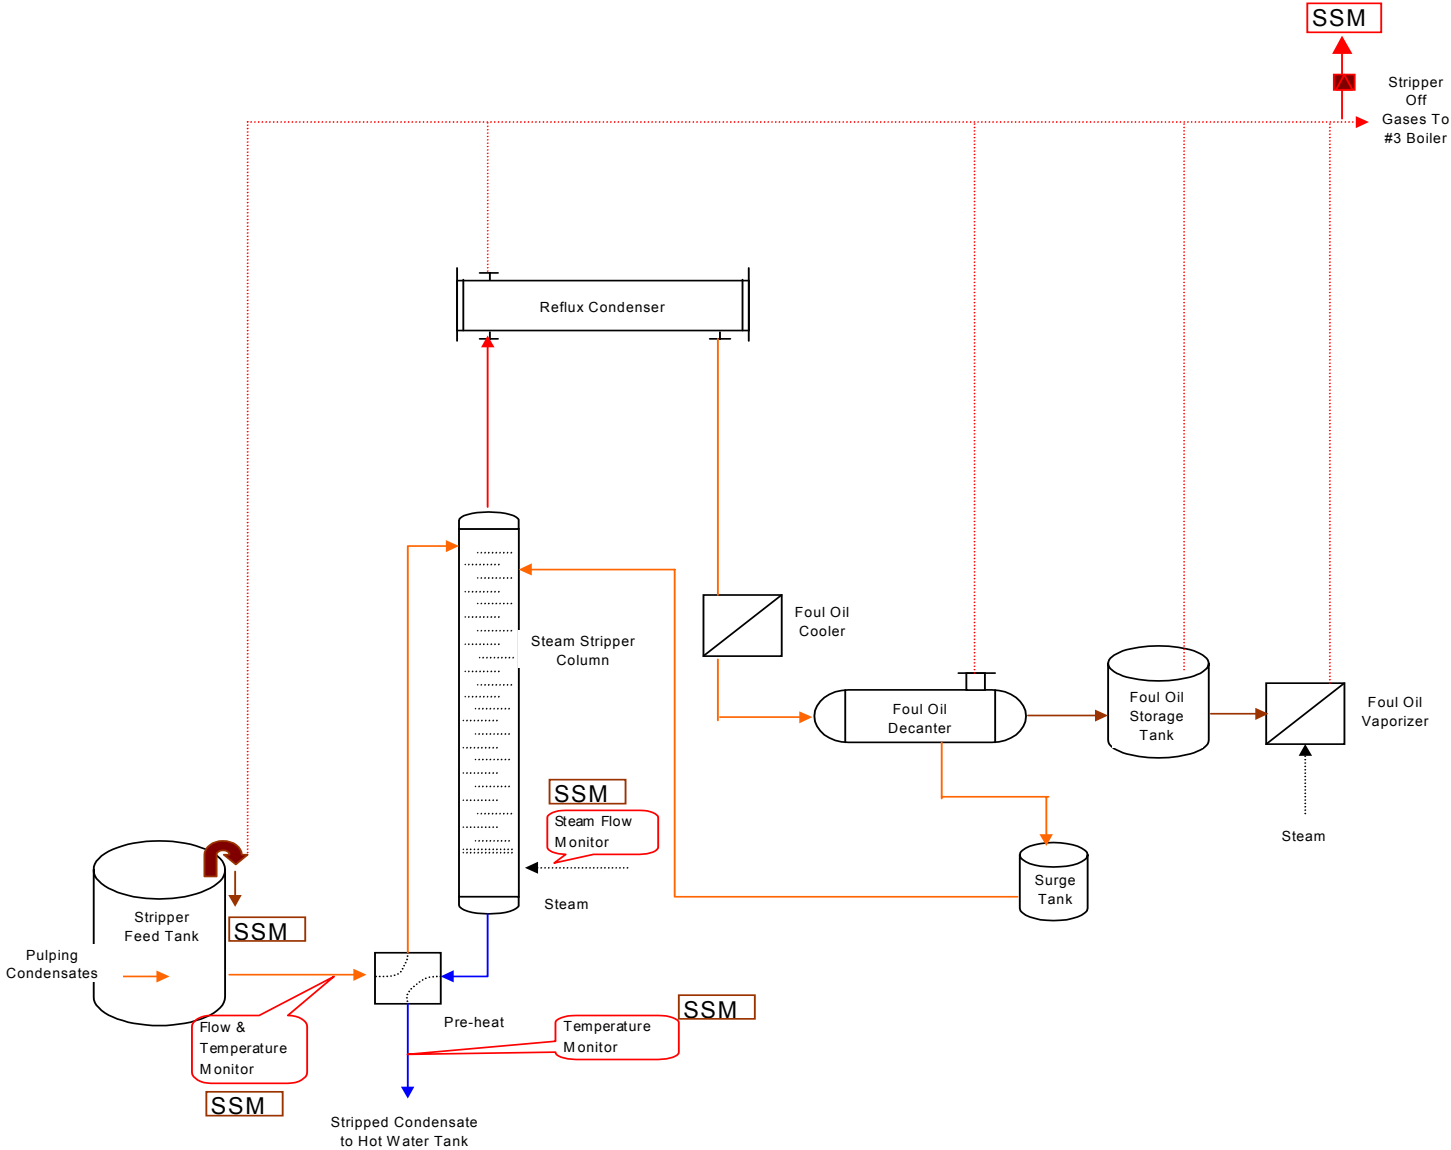 SSM
Stripper
Off
Gases To
#3 Boiler
Reflux Condenser
Foul Oil
Cooler
Steam Stripper
Column
Foul Oil
Decanter
Foul Oil
Storage
Tank
Foul Oil
Vaporizer
SSM
Steam Flow
Monitor
Steam
Steam
Surge
Tank
Stripper
Feed Tank
SSM
Pulping
Condensates
Flow &
Temperature
Monitor
SSM
Pre-heat
Temperature
Monitor
SSM
Stripped Condensate
to Hot Water Tank